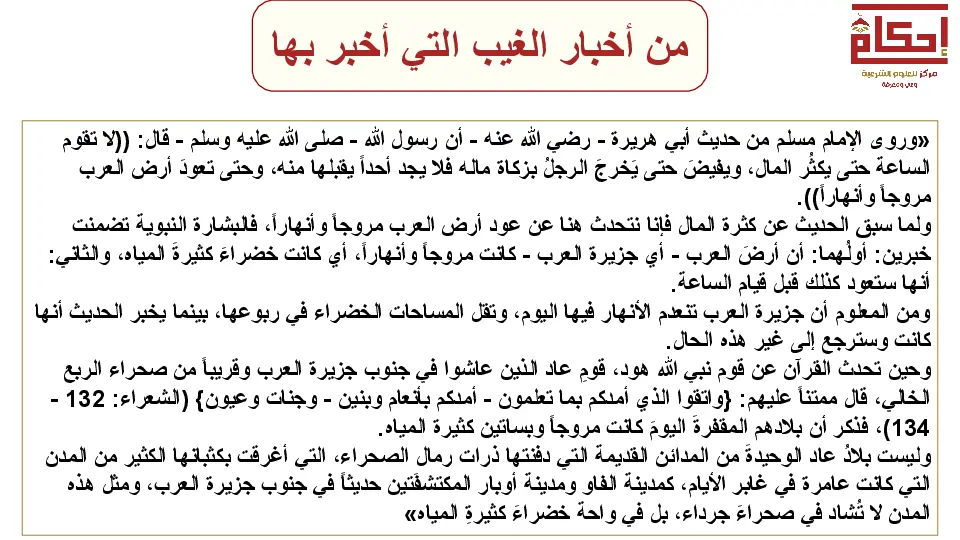 من أخبار الغيب التي أخبر بها
إحكام
مركز للعلوم الشرعية
وعي ومعرفة
«وروى الإمام مسلم من حديث أبي هريرة - رضي الله عنه - أن رسول الله - صلى الله عليه وسلم - قال: ((لا تقوم
الساعة حتى يكثُر المال، ويفيضَ حتى يَخرجَ الرجلُ بزكاة ماله فلا يجد أحداً يقبلها منه، وحتى تعودَ أرض العرب
مروجاً وأنهاراً)).
ولما سبق الحديث عن كثرة المال فإنا نتحدث هنا عن عود أرض العرب مروجاً وأنهاراً، فالبشارة النبوية تضمنت
خبرين: أولُهما: أن أرضَ العرب - أي جزيرة العرب - كانت مروجاً وأنهاراً، أي كانت خضراءَ كثيرةَ المياه، والثاني:
أنها ستعود كذلك قبل قيام الساعة.
ومن المعلوم أن جزيرة العرب تنعدم الأنهار فيها اليوم، وتقل المساحات الخضراء في ربوعها، بينما يخبر الحديث أنها
كانت وسترجع إلى غير هذه الحال.
وحين تحدث القرآن عن قوم نبي الله هود، قومِ عاد الذين عاشوا في جنوب جزيرة العرب وقريباً من صحراء الربع
الخالي، قال ممتناً عليهم: {واتقوا الذي أمدكم بما تعلمون - أمدكم بأنعام وبنين - وجنات وعيون} (الشعراء: 132 -
134)، فذكر أن بلادهم المقفرةَ اليومَ كانت مروجاً وبساتين كثيرة المياه.
وليست بلادُ عاد الوحيدةَ من المدائن القديمة التي دفنتها ذرات رمال الصحراء، التي أغرقت بكثبانها الكثير من المدن
التي كانت عامرة في غابر الأيام، كمدينة الفاو ومدينة أوبار المكتشفَتين حديثاً في جنوب جزيرة العرب، ومثل هذه
المدن لا تُشاد في صحراءَ جرداء، بل في واحة خضراءَ كثيرةِ المياه»